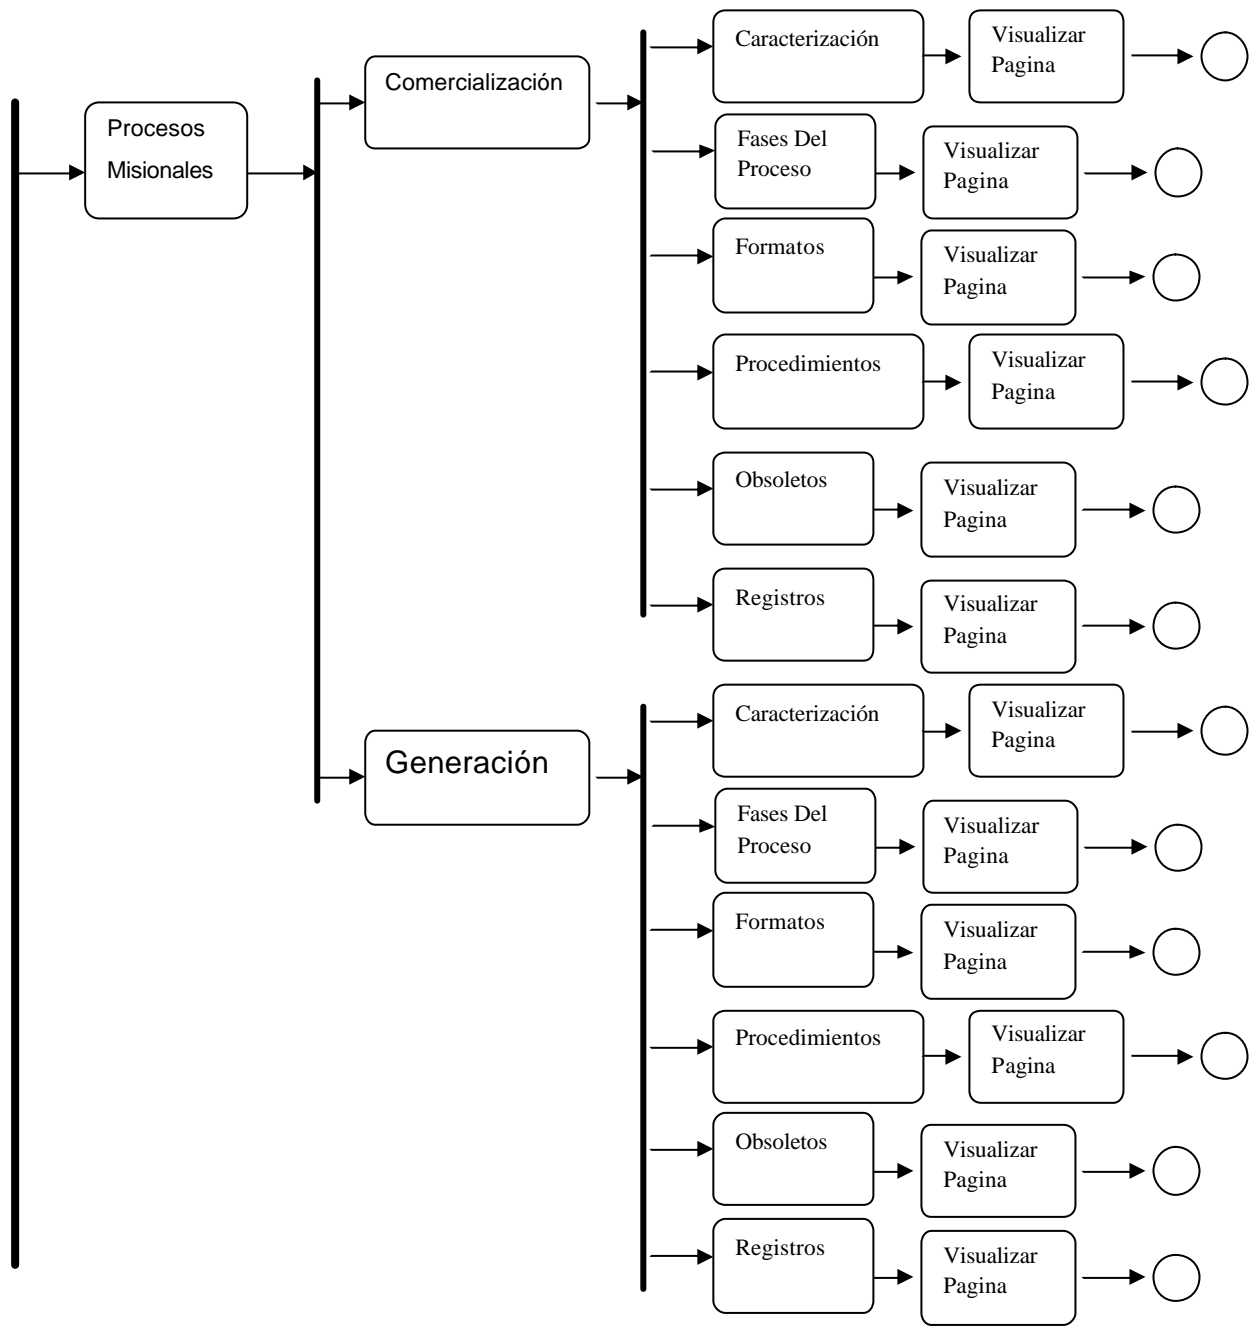 Procesos
Misionales
Comercialización
Caracterización
Visualizar
Pagina
Fases Del
Proceso
Visualizar
Pagina
Formatos
Visualizar
Pagina
Procedimientos
Visualizar
Pagina
Obsoletos
Visualizar
Pagina
Registros
Visualizar
Pagina
Generación
Caracterización
Visualizar
Pagina
Fases Del
Proceso
Visualizar
Pagina
Formatos
Visualizar
Pagina
Procedimientos
Visualizar
Pagina
Obsoletos
Visualizar
Pagina
Registros
Visualizar
Pagina